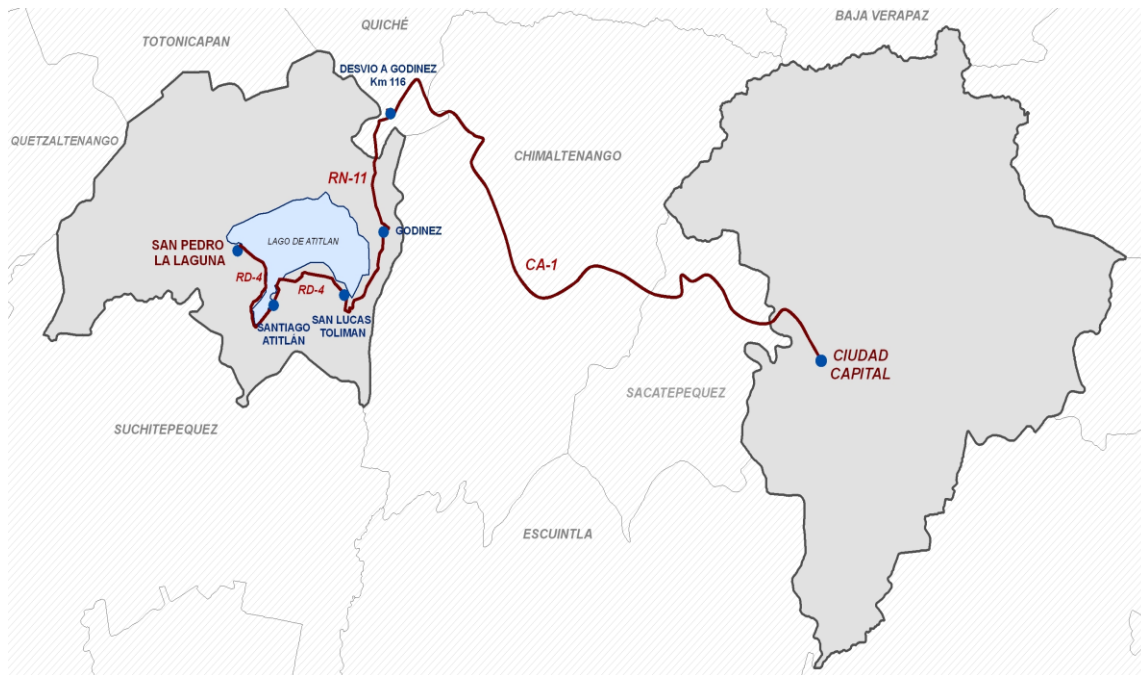 BAJA VERAPAZ
QUICHÉ
TOTONICAPAN
DESVIO A GODINEZ
Km 116
QUETZALTENANGO
CHIMALTENANGO
RN-11
GODINEZ
LAGO DE ATITLAN
SAN PEDRO
LA LAGUNA
CA-1
RD-4
RD-4
SANTIAGO
ATITLÁN
SAN LUCAS
TOLIMAN
CIUDAD
CAPITAL
SACATEPEQUEZ
SUCHITEPEQUEZ
ESCUINTLA